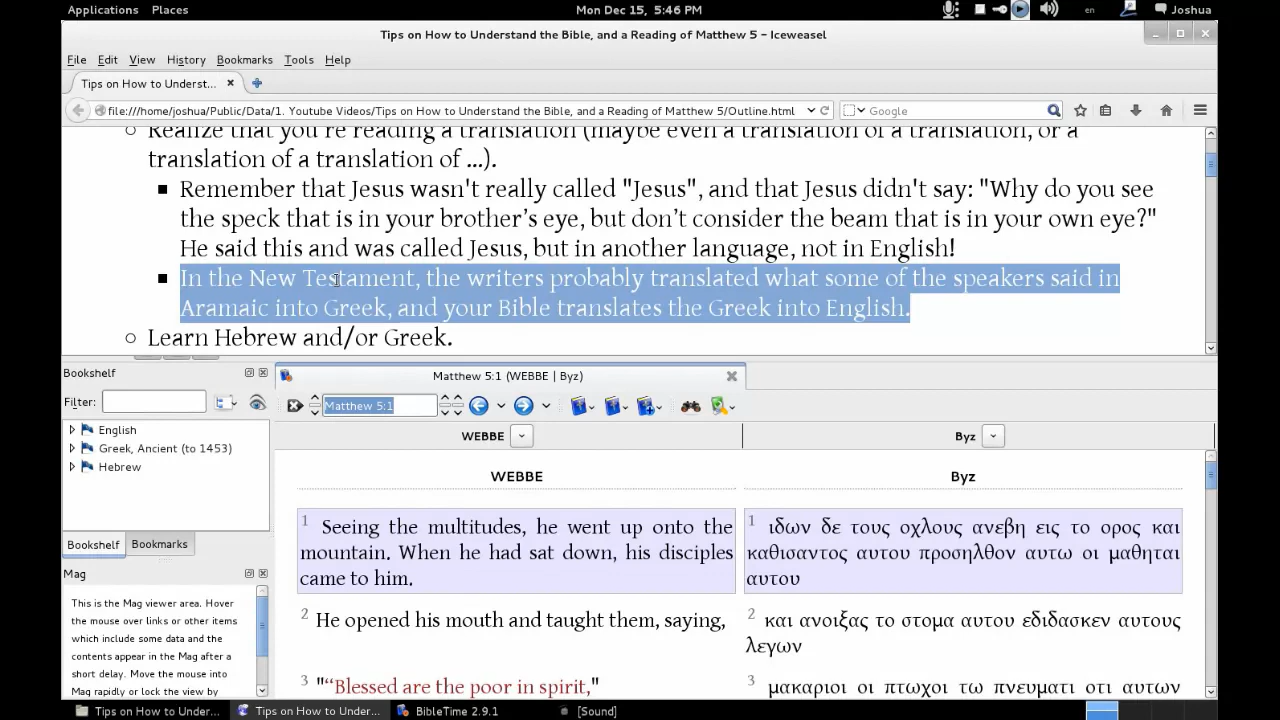 Applications Places Mon Dec 15, 5:46 PM en Joshua
Tips on How to Understand the Bible, and a Reading of Matthew 5 – Iceweasel
File Edit View History Bookmarks Tools Help
Tips on How to Underst...
file:///home/joshua/Public/Data/1. Youtube Videos/Tips on How to Understand the Bible, and a Reading of Matthew 5/Outline.html Google
Realize that you're reading a translation (maybe even a translation of a translation, or a
translation of a translation of ...).
Remember that Jesus wasn't really called "Jesus", and that Jesus didn't say: "Why do you see
the speck that is in your brother’s eye, but don’t consider the beam that is in your own eye?"
He said this and was called Jesus, but in another language, not in English!
In the New Testament, the writers probably translated what some of the speakers said in
Aramaic into Greek, and your Bible translates the Greek into English.
Learn Hebrew and/or Greek.
Bookshelf
Filter:
English
Greek, Ancient (to 1453)
Hebrew
Bookshelf Bookmarks
Mag
This is the Mag viewer area. Hover
the mouse over links or other items
which include some data and the
contents appear in the Mag after a
short delay. Move the mouse into
Mag rapidly or lock the view by
Matthew 5:1 (WEBBE | Byz)
Matthew 5:1
WEBBE Byz
WEBBE
1 Seeing the multitudes, he went up onto the
mountain. When he had sat down, his disciples
came to him.
2 He opened his mouth and taught them, saying,
3 "“Blessed are the poor in spirit,"
Byz
1 ιδων δε τους οχλους ανεβη εις το ορος και
καθισαντος αυτου προσηλθον αυτω οι μαθηται
αυτου
2 και ανοιξας το στομα αυτου εδιδασκεν αυτους
λεγων
3 μακαριοι οι πτωχοι τω πνευματι οτι αυτων
Tips on How to Under... Tips on How to Under... BibleTime 2.9.1 [Sound]